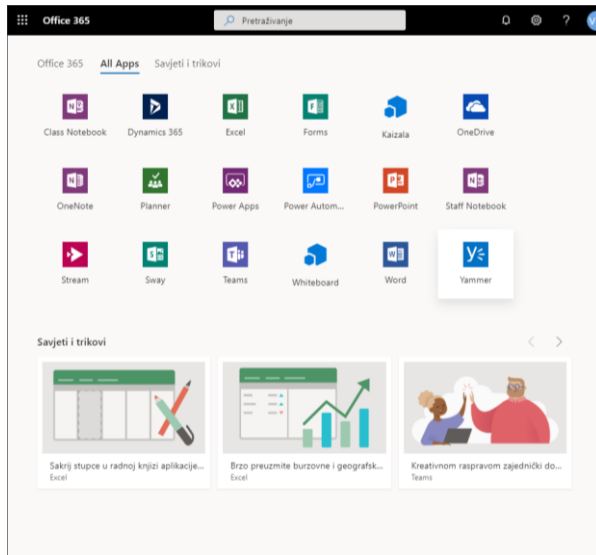 Office 365
Pretraživanje
?
V
Office 365 All Apps Savjeti i trikovi
Class Notebook Dynamics 365 Excel Forms Kaizala OneDrive
OneNote Planner Power Apps Power Autom... PowerPoint Staff Notebook
Stream Sway Teams Whiteboard Word Yammer
Savjeti i trikovi
Sakrij stupce u radnoj knjizi aplikacije... Brzo preuzmite burzovne i geografsk... Kreativnom raspravom zajednički do...
Excel Excel Teams